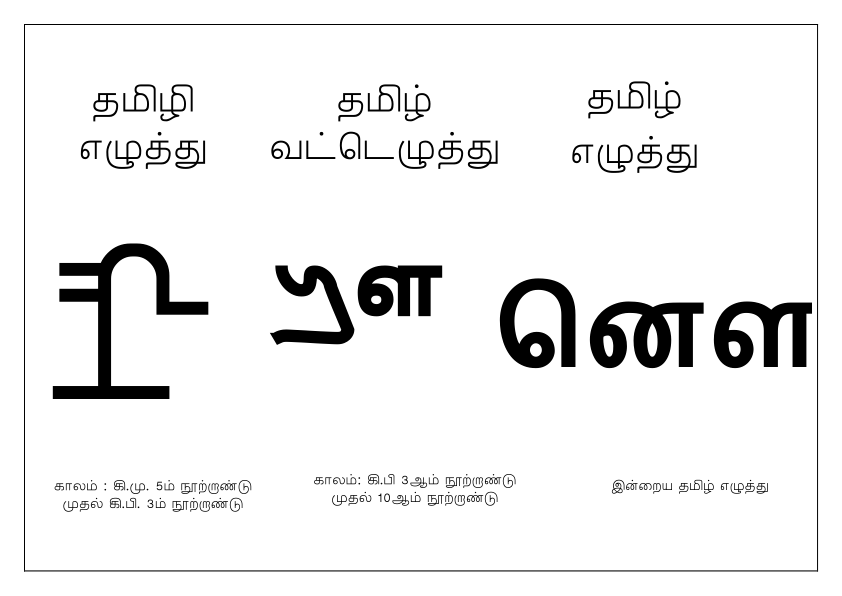 தமிழி
எழுத்து
தமிழ்
வட்டெழுத்து
தமிழ்
எழுத்து
னௌ
காலம் : கி.மு. 5ம் நூற்றாண்டு
முதல் கி.பி. 3ம் நூற்றாண்டு
காலம்: கி.பி 3ஆம் நூற்றாண்டு
முதல் 10ஆம் நூற்றாண்டு
இன்றைய தமிழ் எழுத்து